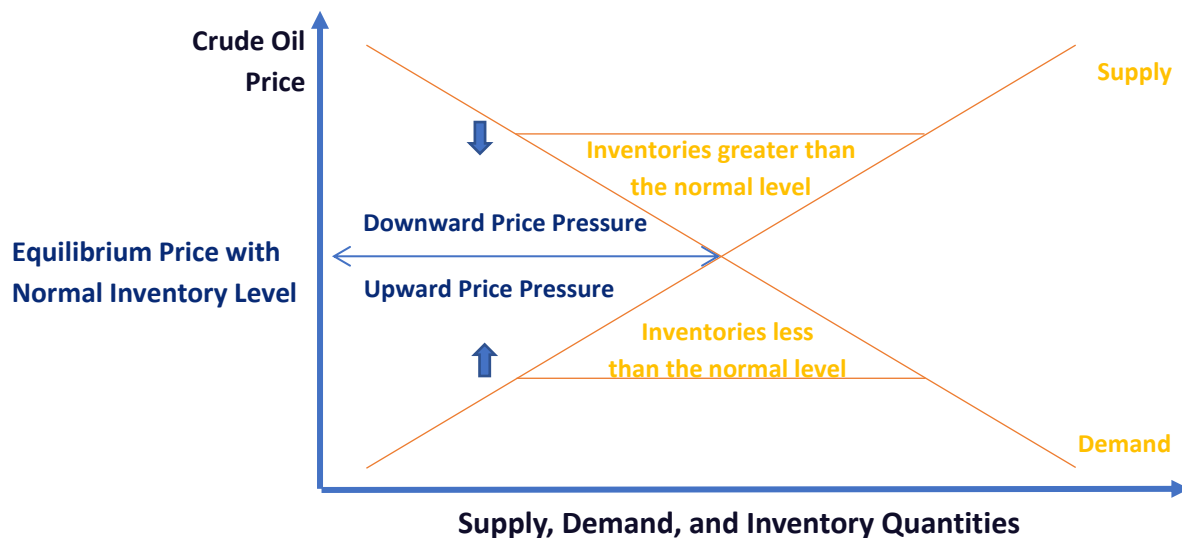 Crude Oil
Price
Supply
Inventories greater than
the normal level
Downward Price Pressure
Equilibrium Price with
Normal Inventory Level
Upward Price Pressure
Inventories less
than the normal level
Demand
Supply, Demand, and Inventory Quantities